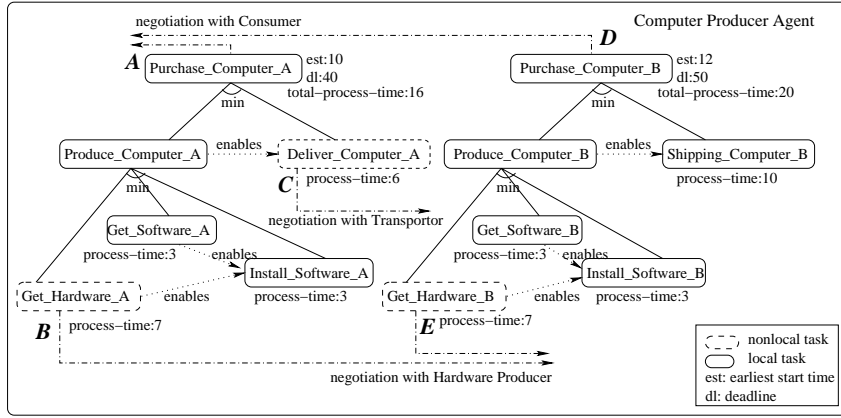 negotiation with Consumer
Computer Producer Agent
A
D
Purchase_Computer_A
est:10
dl:40
total-process-time:16
min
Purchase_Computer_B
est:12
dl:50
total-process-time:20
min
Produce_Computer_A
enables
Deliver_Computer_A
process-time:6
C
negotiation with Transportor
min
Produce_Computer_B
enables
Shipping_Computer_B
process-time:10
min
Get_Software_A
process-time:3
enables
Install_Software_A
process-time:3
Get_Hardware_A
enables
process-time:7
B
Get_Software_B
process-time:3
enables
Install_Software_B
process-time:3
Get_Hardware_B
enables
process-time:7
E
negotiation with Hardware Producer
nonlocal task
local task
est: earliest start time
dl: deadline